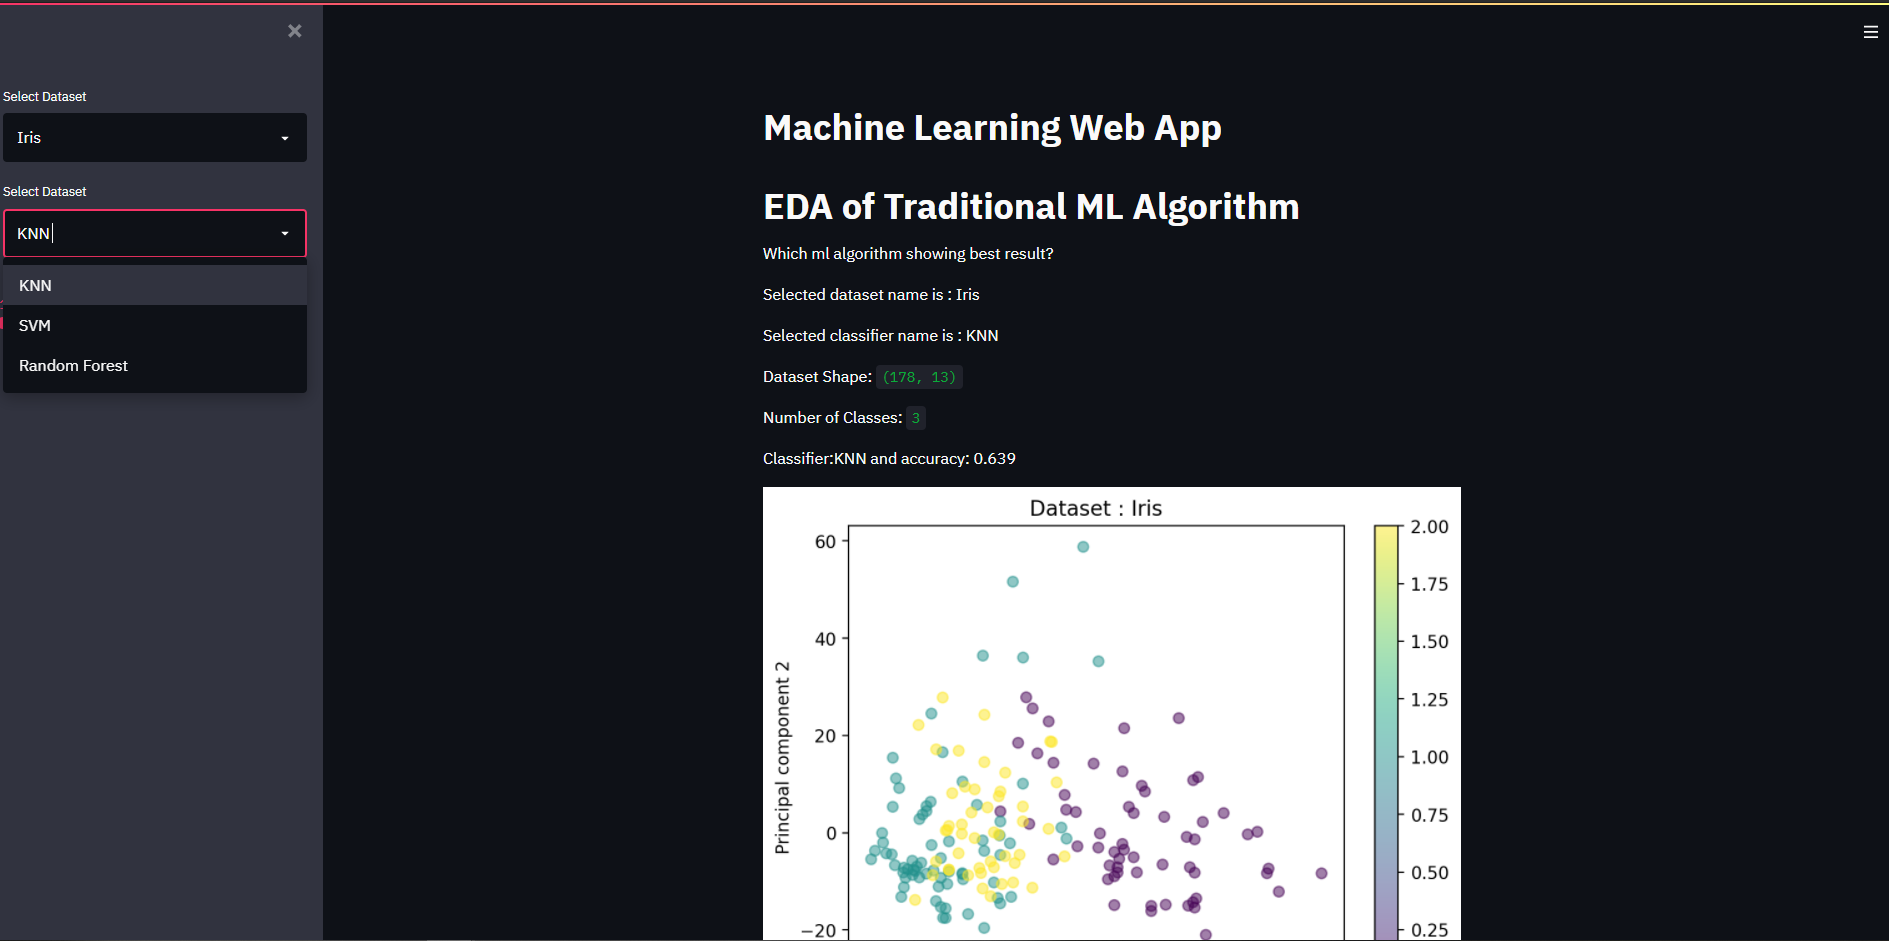 Select Dataset
Iris
Select Dataset
KNN
KNN
SVM
Random Forest
Machine Learning Web App
EDA of Traditional ML Algorithm
Which ml algorithm showing best result?
Selected dataset name is : Iris
Selected classifier name is : KNN
Dataset Shape: (178, 13)
Number of Classes: 3
Classifier:KNN and accuracy: 0.639
Dataset : Iris
Principal component 2
60
40
20
0
−20
2.00
1.75
1.50
1.25
1.00
0.75
0.50
0.25